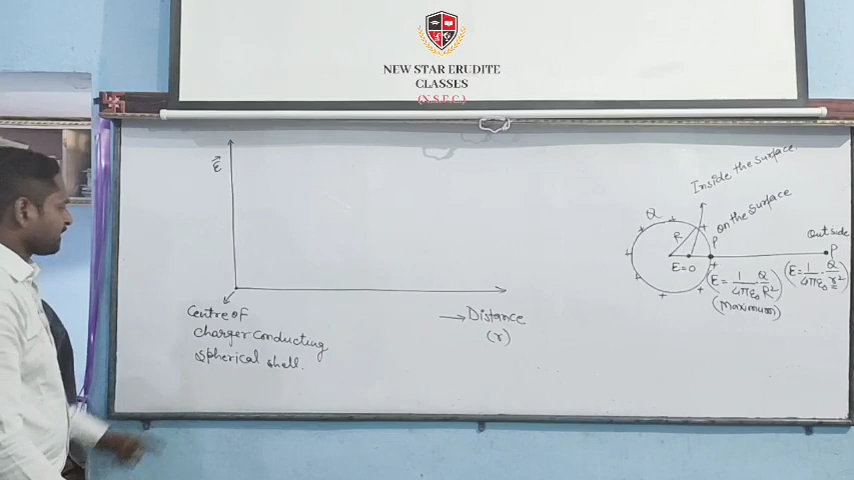 NEW STAR ERUDITE
CLASSES
(N.S.E.C)
E
Centre of
charger conducting
spherical shell.
Distance
(r)
Inside the surface
on the surface
Outside
Q
R
P
P
E=0
E = 1/4πε₀ · Q/R²
(Maximum)
(E = 1/4πε₀ · Q/r²)